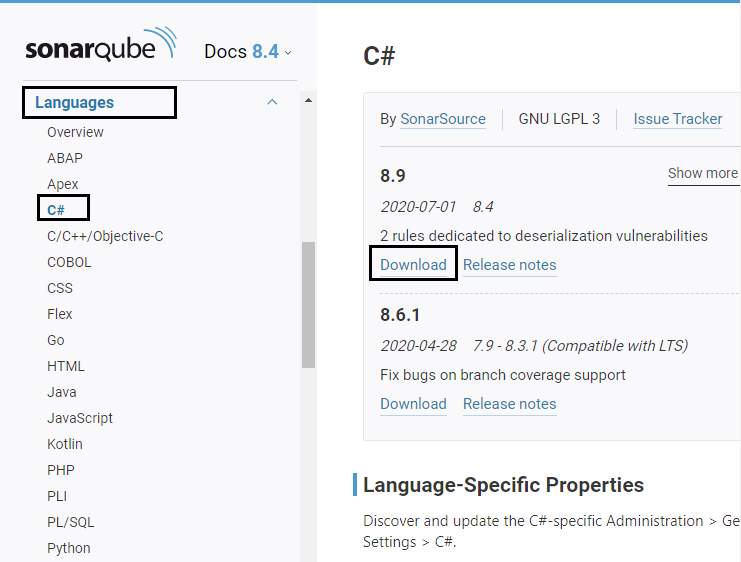 sonarqube Docs 8.4
Languages
Overview
ABAP
Apex
C#
C/C++/Objective-C
COBOL
CSS
Flex
Go
HTML
Java
JavaScript
Kotlin
PHP
PLI
PL/SQL
Python
C#
By SonarSource GNU LGPL 3 Issue Tracker
8.9 Show more
2020-07-01 8.4
2 rules dedicated to deserialization vulnerabilities
Download Release notes
8.6.1
2020-04-28 7.9 - 8.3.1 (Compatible with LTS)
Fix bugs on branch coverage support
Download Release notes
Language-Specific Properties
Discover and update the C#-specific Administration > Ge
Settings > C#.